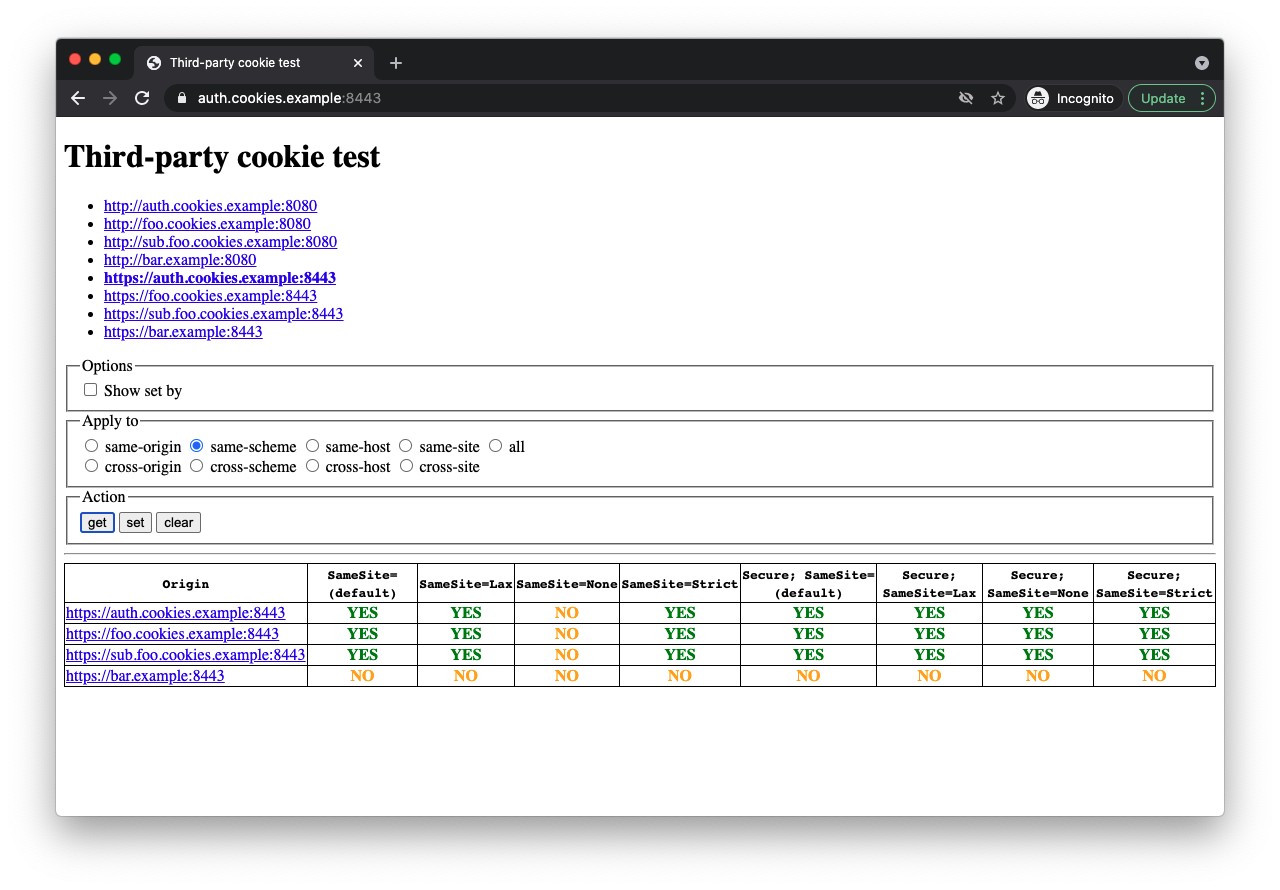 Third-party cookie test
auth.cookies.example:8443
Incognito
Update
Third-party cookie test
http://auth.cookies.example:8080
http://foo.cookies.example:8080
http://sub.foo.cookies.example:8080
http://bar.example:8080
https://auth.cookies.example:8443
https://foo.cookies.example:8443
https://sub.foo.cookies.example:8443
https://bar.example:8443
Options
Show set by
Apply to
same-origin same-scheme same-host same-site all
cross-origin cross-scheme cross-host cross-site
Action
get set clear
Origin SameSite= (default) SameSite=Lax SameSite=None SameSite=Strict Secure; SameSite= (default) Secure; SameSite=Lax Secure; SameSite=None Secure; SameSite=Strict
https://auth.cookies.example:8443 YES YES NO YES YES YES YES YES
https://foo.cookies.example:8443 YES YES NO YES YES YES YES YES
https://sub.foo.cookies.example:8443 YES YES NO YES YES YES YES YES
https://bar.example:8443 NO NO NO NO NO NO NO NO